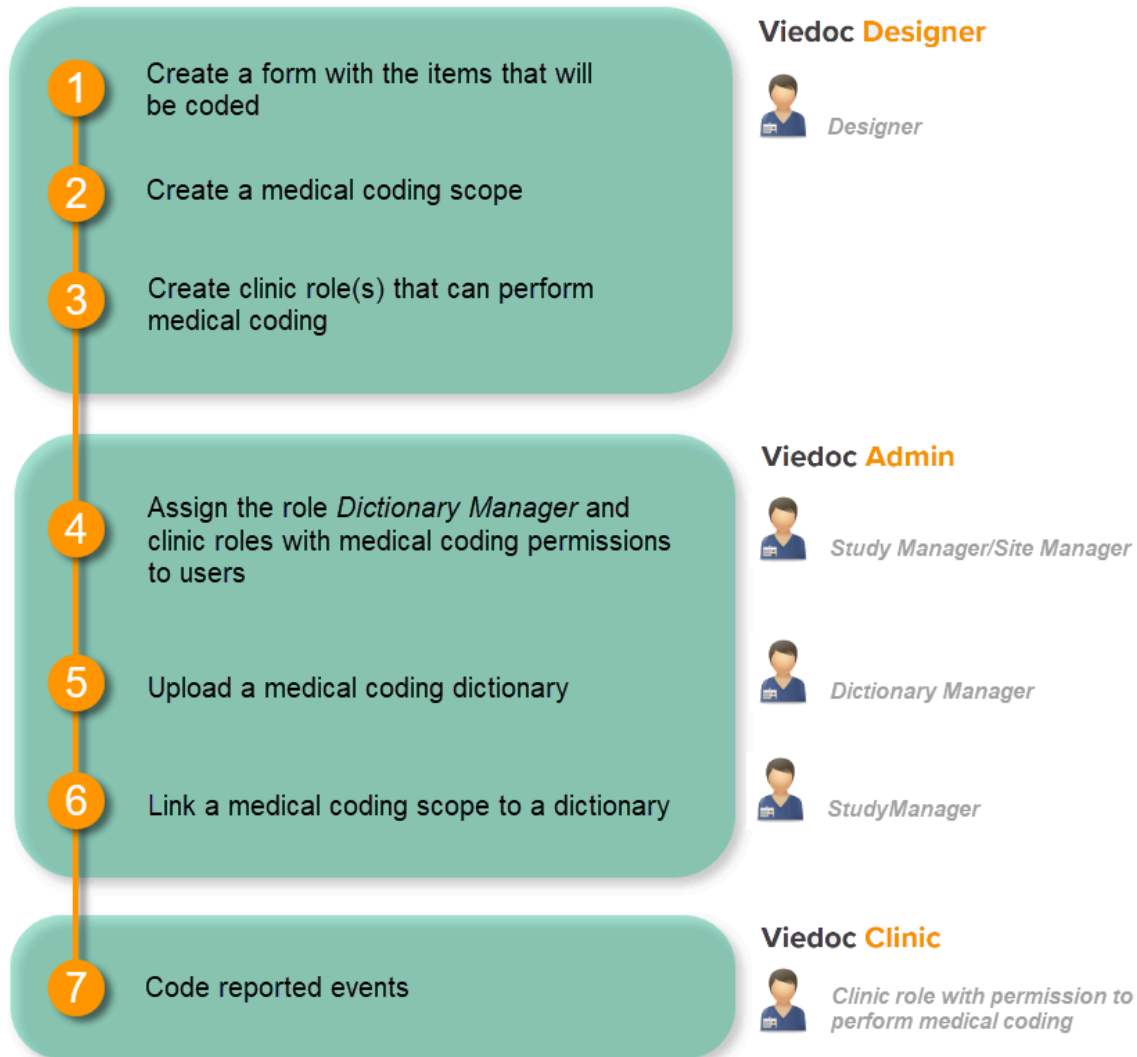 Viedoc Designer
1
Create a form with the items that will
be coded
Designer
2
Create a medical coding scope
3
Create clinic role(s) that can perform
medical coding
Viedoc Admin
4
Assign the role Dictionary Manager and
clinic roles with medical coding permissions
to users
Study Manager/Site Manager
5
Upload a medical coding dictionary
Dictionary Manager
6
Link a medical coding scope to a dictionary
StudyManager
Viedoc Clinic
7
Code reported events
Clinic role with permission to
perform medical coding